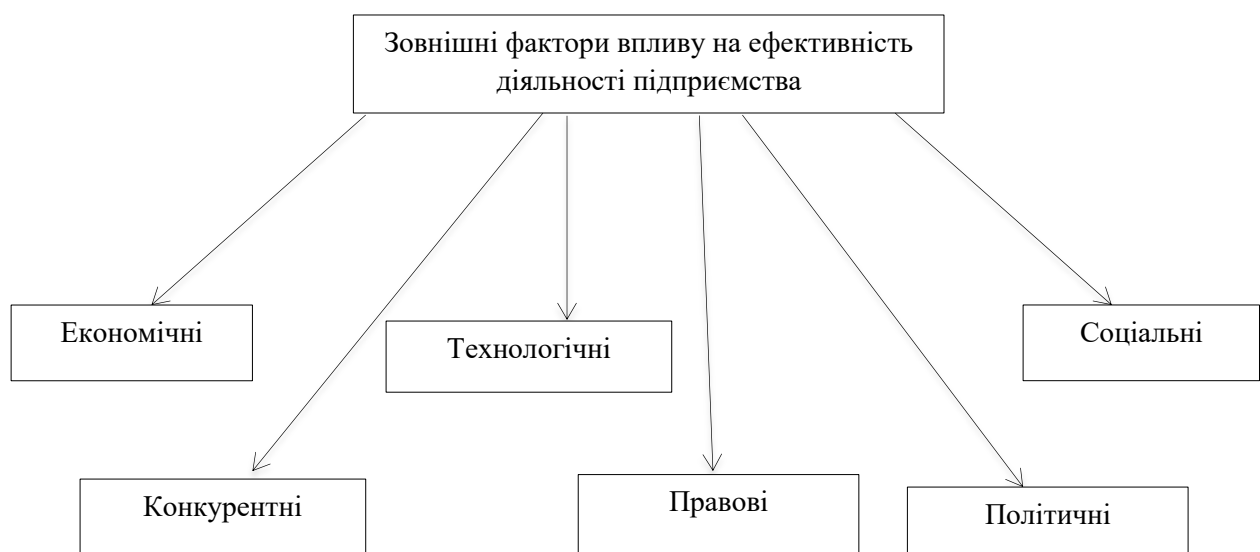 Зовнішні фактори впливу на ефективність
діяльності підприємства
Економічні
Технологічні
Соціальні
Конкурентні
Правові
Політичні